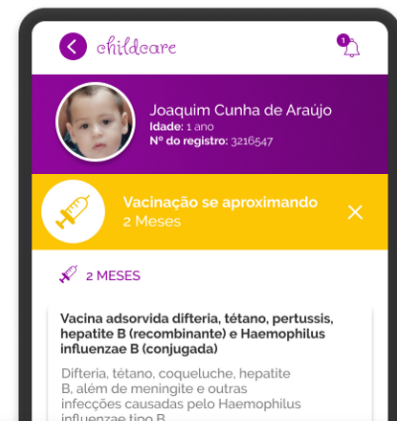 childcare
1
Joaquim Cunha de Araújo
Idade: 1 ano
Nº do registro: 3216547
Vacinação se aproximando
2 Meses
2 MESES
Vacina adsorvida difteria, tétano, pertussis,
hepatite B (recombinante) e Haemophilus
influenzae B (conjugada)
Difteria, tétano, coqueluche, hepatite
B, além de meningite e outras
infecções causadas pelo Haemophilus
influenzae tipo B